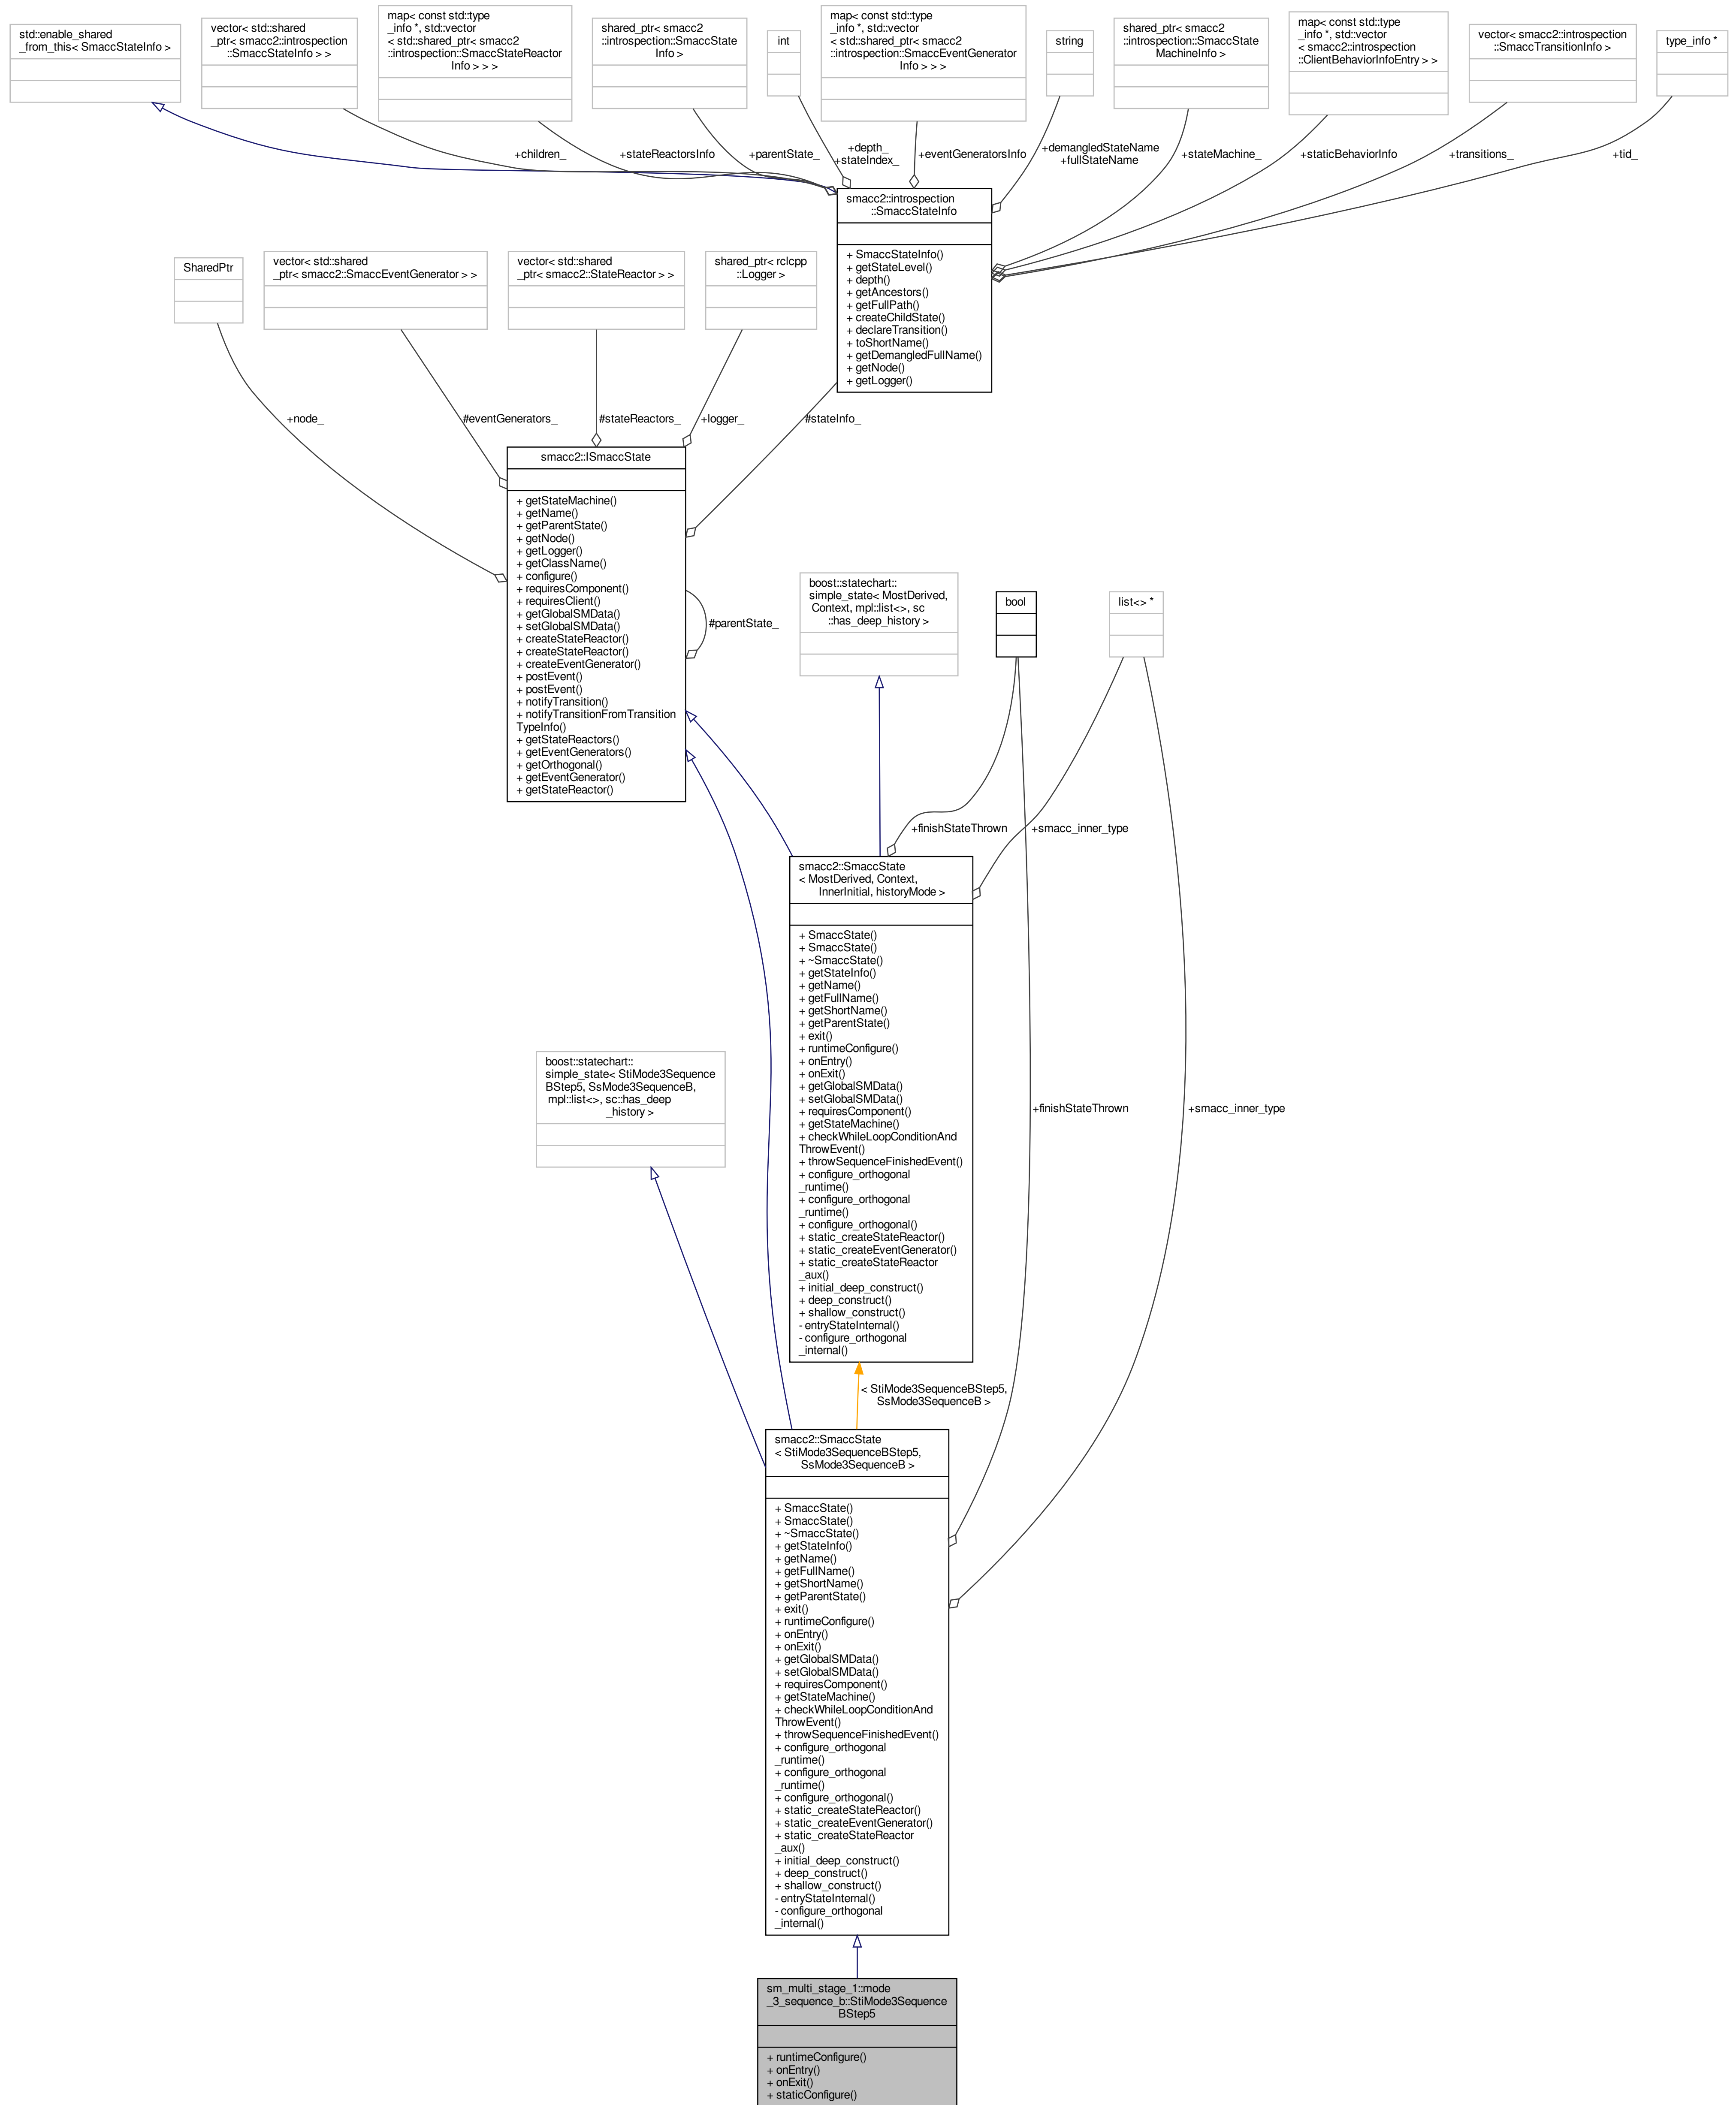 std::enable_shared
_from_this< SmaccStateInfo >
vector< std::shared
_ptr< smacc2::introspection
::SmaccStateInfo > >
map< const std::type
_info *, std::vector
< std::shared_ptr< smacc2
::introspection::SmaccStateReactor
Info > > >
shared_ptr< smacc2
::introspection::SmaccState
Info >
int
map< const std::type
_info *, std::vector
< std::shared_ptr< smacc2
::introspection::SmaccEventGenerator
Info > > >
string
shared_ptr< smacc2
::introspection::SmaccState
MachineInfo >
map< const std::type
_info *, std::vector
< smacc2::introspection
::ClientBehaviorInfoEntry > >
vector< smacc2::introspection
::SmaccTransitionInfo >
type_info *
+children_
+stateReactorsInfo
+parentState_
+depth_
+stateIndex_
+eventGeneratorsInfo
+demangledStateName
+fullStateName
+stateMachine_
+staticBehaviorInfo
+transitions_
+tid_
smacc2::introspection
::SmaccStateInfo
+ SmaccStateInfo()
+ getStateLevel()
+ depth()
+ getAncestors()
+ getFullPath()
+ createChildState()
+ declareTransition()
+ toShortName()
+ getDemangledFullName()
+ getNode()
+ getLogger()
SharedPtr
vector< std::shared
_ptr< smacc2::SmaccEventGenerator > >
vector< std::shared
_ptr< smacc2::StateReactor > >
shared_ptr< rclcpp
::Logger >
+node_
#eventGenerators_
#stateReactors_
+logger_
#stateInfo_
smacc2::ISmaccState
+ getStateMachine()
+ getName()
+ getParentState()
+ getNode()
+ getLogger()
+ getClassName()
+ configure()
+ requiresComponent()
+ requiresClient()
+ getGlobalSMData()
+ setGlobalSMData()
+ createStateReactor()
+ createStateReactor()
+ createEventGenerator()
+ postEvent()
+ postEvent()
+ notifyTransition()
+ notifyTransitionFromTransition
TypeInfo()
+ getStateReactors()
+ getEventGenerators()
+ getOrthogonal()
+ getEventGenerator()
+ getStateReactor()
#parentState_
boost::statechart::
simple_state< MostDerived,
Context, mpl::list<>, sc
::has_deep_history >
bool
list<> *
+finishStateThrown
+smacc_inner_type
smacc2::SmaccState
< MostDerived, Context,
InnerInitial, historyMode >
+ SmaccState()
+ SmaccState()
+ ~SmaccState()
+ getStateInfo()
+ getName()
+ getFullName()
+ getShortName()
+ getParentState()
+ exit()
+ runtimeConfigure()
+ onEntry()
+ onExit()
+ getGlobalSMData()
+ setGlobalSMData()
+ requiresComponent()
+ getStateMachine()
+ checkWhileLoopConditionAnd
ThrowEvent()
+ throwSequenceFinishedEvent()
+ configure_orthogonal
_runtime()
+ configure_orthogonal
_runtime()
+ configure_orthogonal()
+ static_createStateReactor()
+ static_createEventGenerator()
+ static_createStateReactor
_aux()
+ initial_deep_construct()
+ deep_construct()
+ shallow_construct()
- entryStateInternal()
- configure_orthogonal
_internal()
boost::statechart::
simple_state< StiMode3Sequence
BStep5, SsMode3SequenceB,
mpl::list<>, sc::has_deep
_history >
+finishStateThrown
+smacc_inner_type
< StiMode3SequenceBStep5,
SsMode3SequenceB >
smacc2::SmaccState
< StiMode3SequenceBStep5,
SsMode3SequenceB >
+ SmaccState()
+ SmaccState()
+ ~SmaccState()
+ getStateInfo()
+ getName()
+ getFullName()
+ getShortName()
+ getParentState()
+ exit()
+ runtimeConfigure()
+ onEntry()
+ onExit()
+ getGlobalSMData()
+ setGlobalSMData()
+ requiresComponent()
+ getStateMachine()
+ checkWhileLoopConditionAnd
ThrowEvent()
+ throwSequenceFinishedEvent()
+ configure_orthogonal
_runtime()
+ configure_orthogonal
_runtime()
+ configure_orthogonal()
+ static_createStateReactor()
+ static_createEventGenerator()
+ static_createStateReactor
_aux()
+ initial_deep_construct()
+ deep_construct()
+ shallow_construct()
- entryStateInternal()
- configure_orthogonal
_internal()
sm_multi_stage_1::mode
_3_sequence_b::StiMode3Sequence
BStep5
+ runtimeConfigure()
+ onEntry()
+ onExit()
+ staticConfigure()